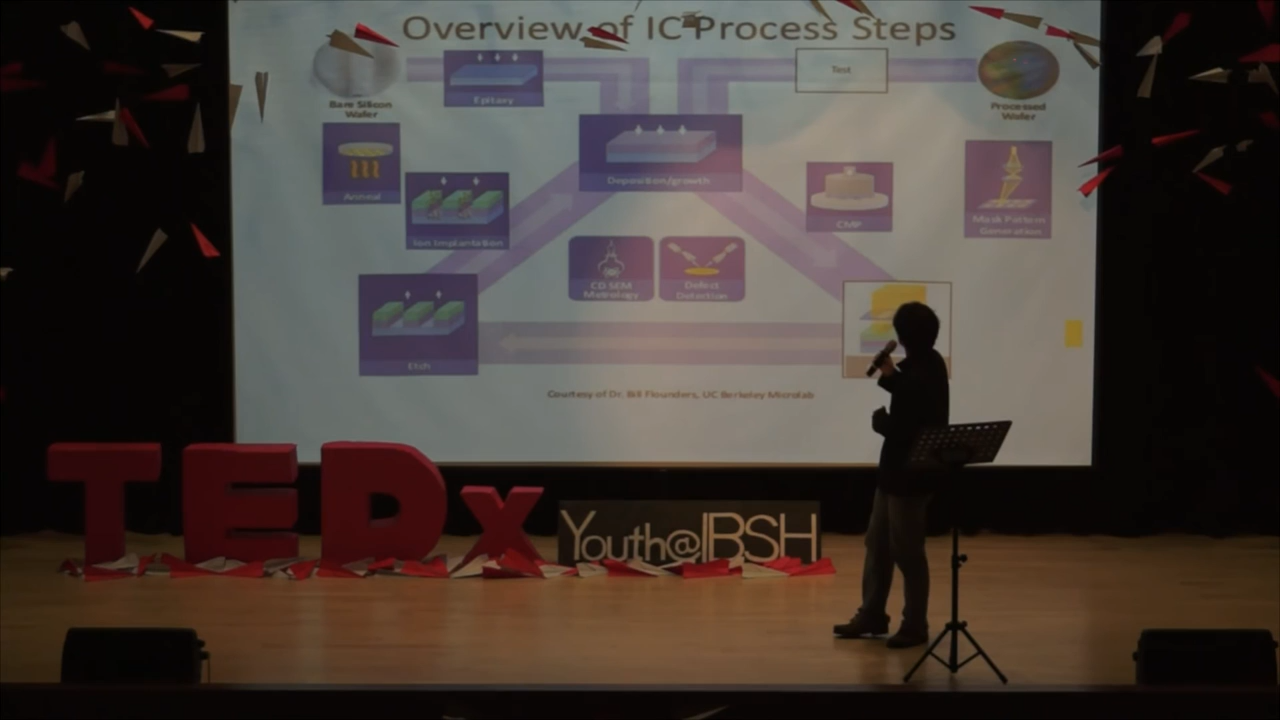 Overview of IC Process Steps
Bare Silicon
Wafer
Epitaxy
Test
Processed
Wafer
Anneal
Deposition/growth
Ion Implantation
CMP
Mask Pattern
Generation
CD SEM
Metrology
Defect
Detection
Etch
Courtesy of Dr. Bill Flounders, UC Berkeley Microlab
TEDx
Youth@IBSH